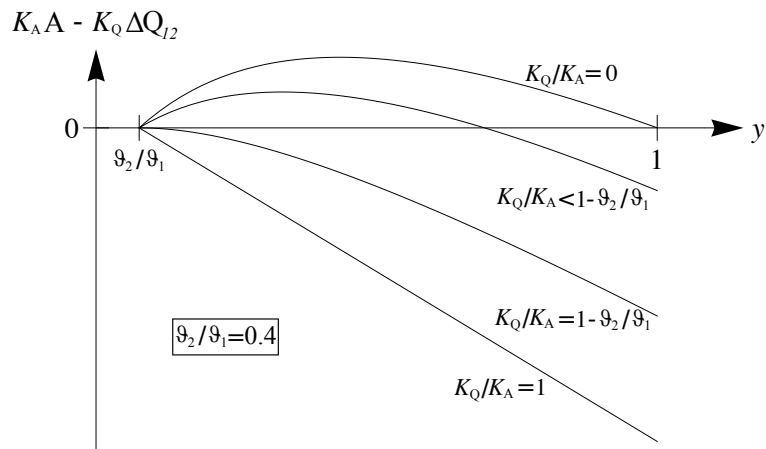 K_A A - K_Q ΔQ_12
K_Q/K_A = 0
0
y
ϑ_2/ϑ_1
1
K_Q/K_A < 1-ϑ_2/ϑ_1
K_Q/K_A = 1-ϑ_2/ϑ_1
ϑ_2/ϑ_1=0.4
K_Q/K_A = 1